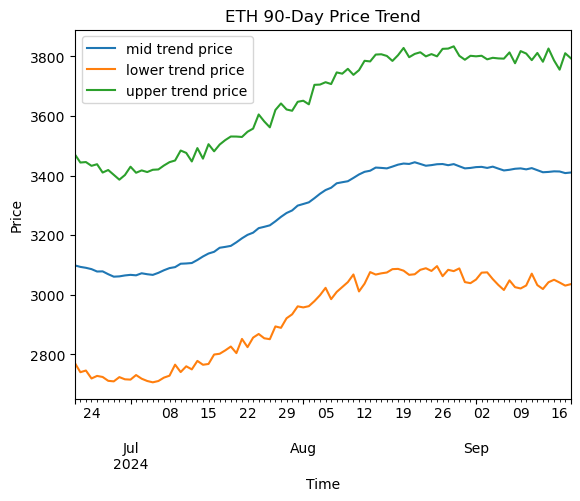 ETH 90-Day Price Trend
mid trend price
lower trend price
upper trend price
3800
3600
3400
3200
3000
2800
Price
24 08 15 22 29 05 12 19 26 02 09 16
Jul Aug Sep
2024
Time